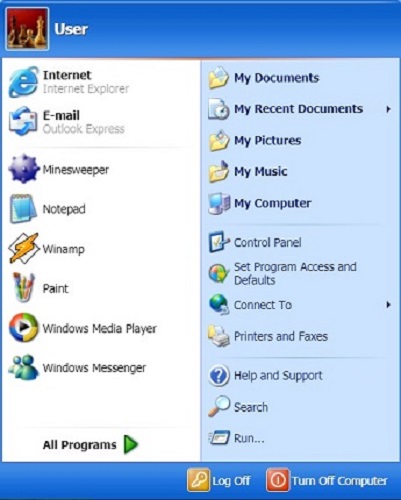 User
Internet
Internet Explorer
E-mail
Outlook Express
Minesweeper
Notepad
Winamp
Paint
Windows Media Player
Windows Messenger
All Programs
My Documents
My Recent Documents
My Pictures
My Music
My Computer
Control Panel
Set Program Access and
Defaults
Connect To
Printers and Faxes
Help and Support
Search
Run...
Log Off
Turn Off Computer